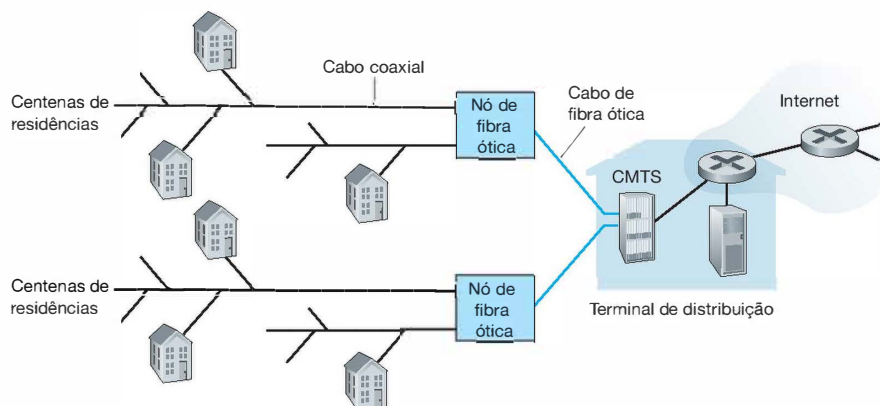 Cabo coaxial
Centenas de
residências
Nó de
fibra
ótica
Cabo de
fibra ótica
Internet
CMTS
Centenas de
residências
Nó de
fibra
ótica
Terminal de distribuição